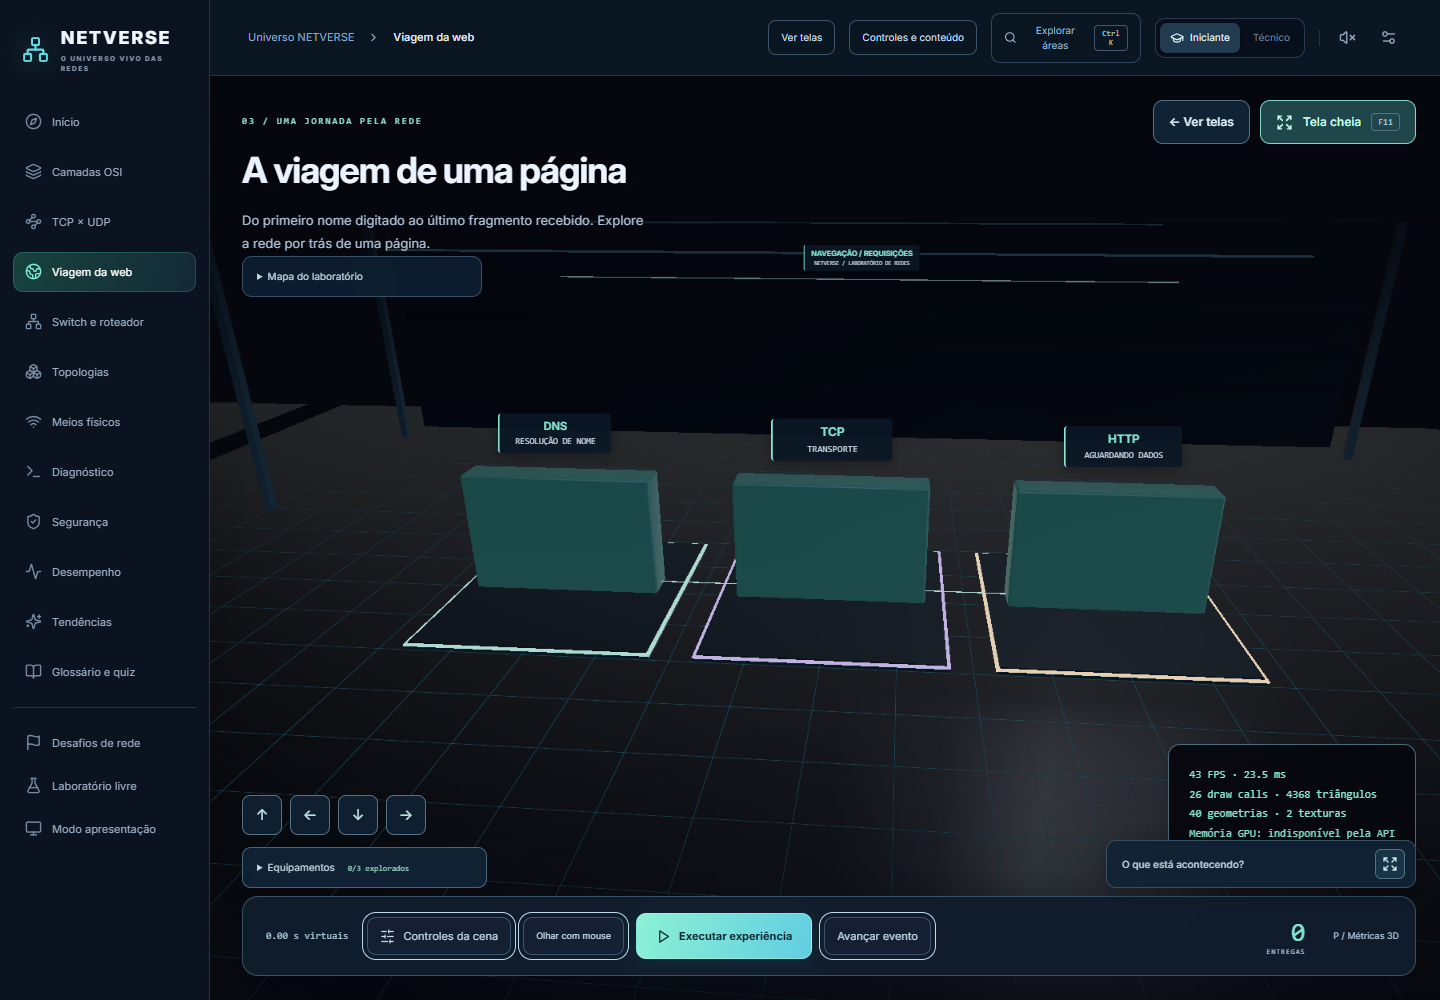 NETVERSE
O UNIVERSO VIVO DAS
REDES
Universo NETVERSE
Viagem da web
Ver telas
Controles e conteúdo
Explorar
áreas
Ctrl
K
Iniciante
Técnico
Início
Camadas OSI
TCP × UDP
Viagem da web
Switch e roteador
Topologias
Meios físicos
Diagnóstico
Segurança
Desempenho
Tendências
Glossário e quiz
Desafios de rede
Laboratório livre
Modo apresentação
03 / UMA JORNADA PELA REDE
← Ver telas
Tela cheia
F11
A viagem de uma página
Do primeiro nome digitado ao último fragmento recebido. Explore
a rede por trás de uma página.
Mapa do laboratório
NAVEGAÇÃO / REQUISIÇÕES
NETVERSE / LABORATÓRIO DE REDES
DNS
RESOLUÇÃO DE NOME
TCP
TRANSPORTE
HTTP
AGUARDANDO DADOS
43 FPS · 23.5 ms
26 draw calls · 4368 triângulos
40 geometrias · 2 texturas
Memória GPU: indisponível pela API
↑ ← ↓ →
Equipamentos
0/3 explorados
O que está acontecendo?
0.00 s virtuais
Controles da cena
Olhar com mouse
Executar experiência
Avançar evento
0
ENTREGAS
P / Métricas 3D